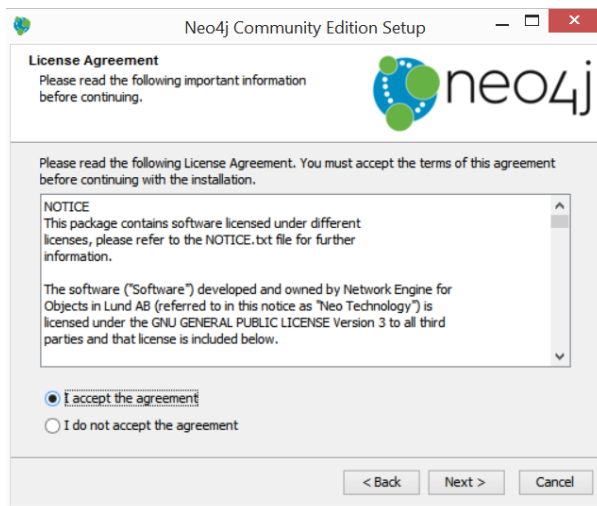 Neo4j Community Edition Setup
License Agreement
Please read the following important information
before continuing.
neo4j
Please read the following License Agreement. You must accept the terms of this agreement
before continuing with the installation.
NOTICE
This package contains software licensed under different
licenses, please refer to the NOTICE.txt file for further
information.
The software ("Software") developed and owned by Network Engine for
Objects in Lund AB (referred to in this notice as "Neo Technology") is
licensed under the GNU GENERAL PUBLIC LICENSE Version 3 to all third
parties and that license is included below.
I accept the agreement
I do not accept the agreement
< Back Next > Cancel